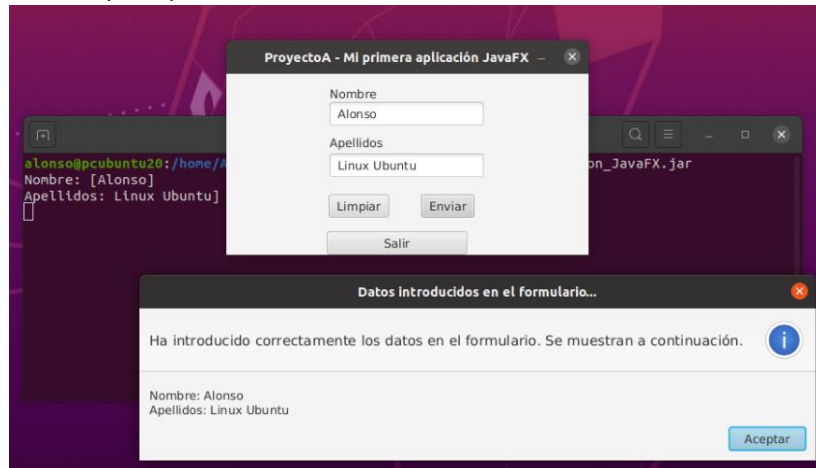 ProyectoA - Mi primera aplicación JavaFX
Nombre
Alonso
Apellidos
Linux Ubuntu
Limpiar Enviar
Salir
alonso@pcubuntu20:/home/A on_JavaFX.jar
Nombre: [Alonso]
Apellidos: Linux Ubuntu]
Datos introducidos en el formulario...
Ha introducido correctamente los datos en el formulario. Se muestran a continuación.
Nombre: Alonso
Apellidos: Linux Ubuntu
Aceptar